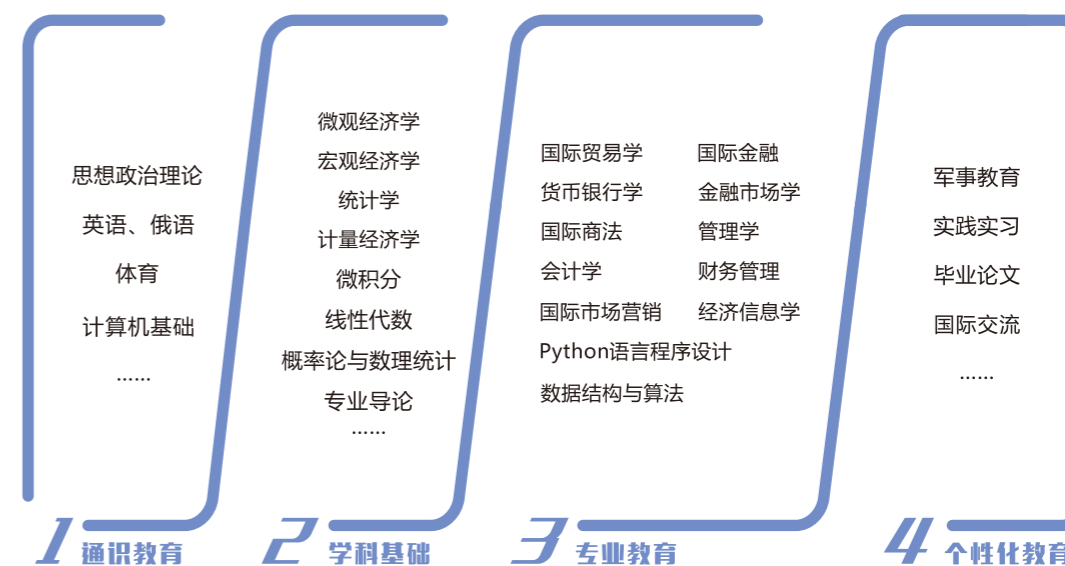 思想政治理论
英语、俄语
体育
计算机基础
......
1 通识教育
微观经济学
宏观经济学
统计学
计量经济学
微积分
线性代数
概率论与数理统计
专业导论
......
2 学科基础
国际贸易学 国际金融
货币银行学 金融市场学
国际商法 管理学
会计学 财务管理
国际市场营销 经济信息学
Python语言程序设计
数据结构与算法
3 专业教育
军事教育
实践实习
毕业论文
国际交流
......
4 个性化教育